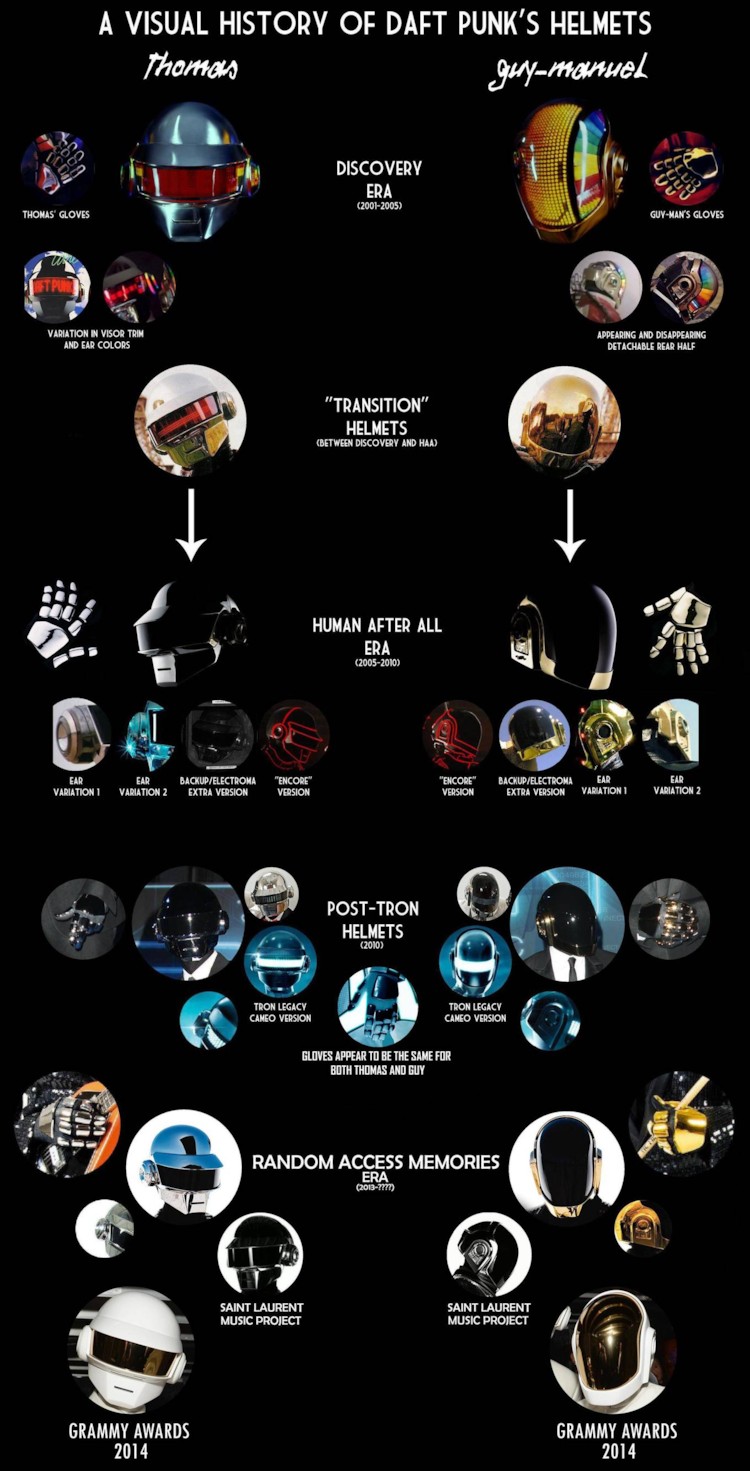 A VISUAL HISTORY OF DAFT PUNK'S HELMETS
Thomas
guy-manuel
DISCOVERY
ERA
(2001-2005)
THOMAS' GLOVES
GUY-MAN'S GLOVES
DAFT PUNK
VARIATION IN VISOR TRIM
AND EAR COLORS
APPEARING AND DISAPPEARING
DETACHABLE REAR HALF
"TRANSITION"
HELMETS
(BETWEEN DISCOVERY AND HAA)
HUMAN AFTER ALL
ERA
(2005-2010)
EAR
VARIATION 1
EAR
VARIATION 2
BACKUP/ELECTROMA
EXTRA VERSION
"ENCORE"
VERSION
"ENCORE"
VERSION
BACKUP/ELECTROMA
EXTRA VERSION
EAR
VARIATION 1
EAR
VARIATION 2
POST-TRON
HELMETS
(2010)
TRON LEGACY
CAMEO VERSION
TRON LEGACY
CAMEO VERSION
GLOVES APPEAR TO BE THE SAME FOR
BOTH THOMAS AND GUY
RANDOM ACCESS MEMORIES
ERA
(2013-????)
SAINT LAURENT
MUSIC PROJECT
SAINT LAURENT
MUSIC PROJECT
GRAMMY AWARDS
2014
GRAMMY AWARDS
2014